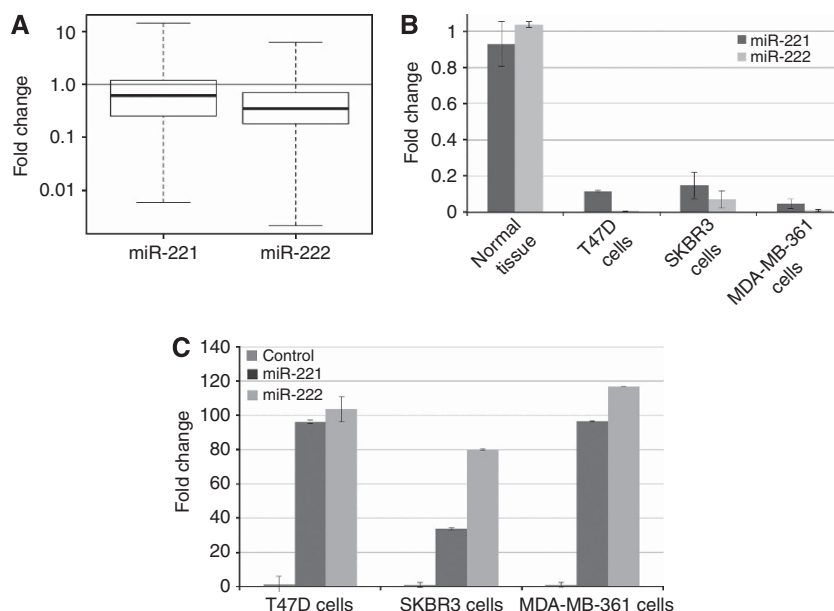 A
Fold change
10
1.0
0.1
0.01
miR-221
miR-222
B
Fold change
1
0.8
0.6
0.4
0.2
0
miR-221
miR-222
Normal
tissue
T47D
cells
SKBR3
cells
MDA-MB-361
cells
C
Fold change
140
120
100
80
60
40
20
0
Control
miR-221
miR-222
T47D cells
SKBR3 cells
MDA-MB-361 cells